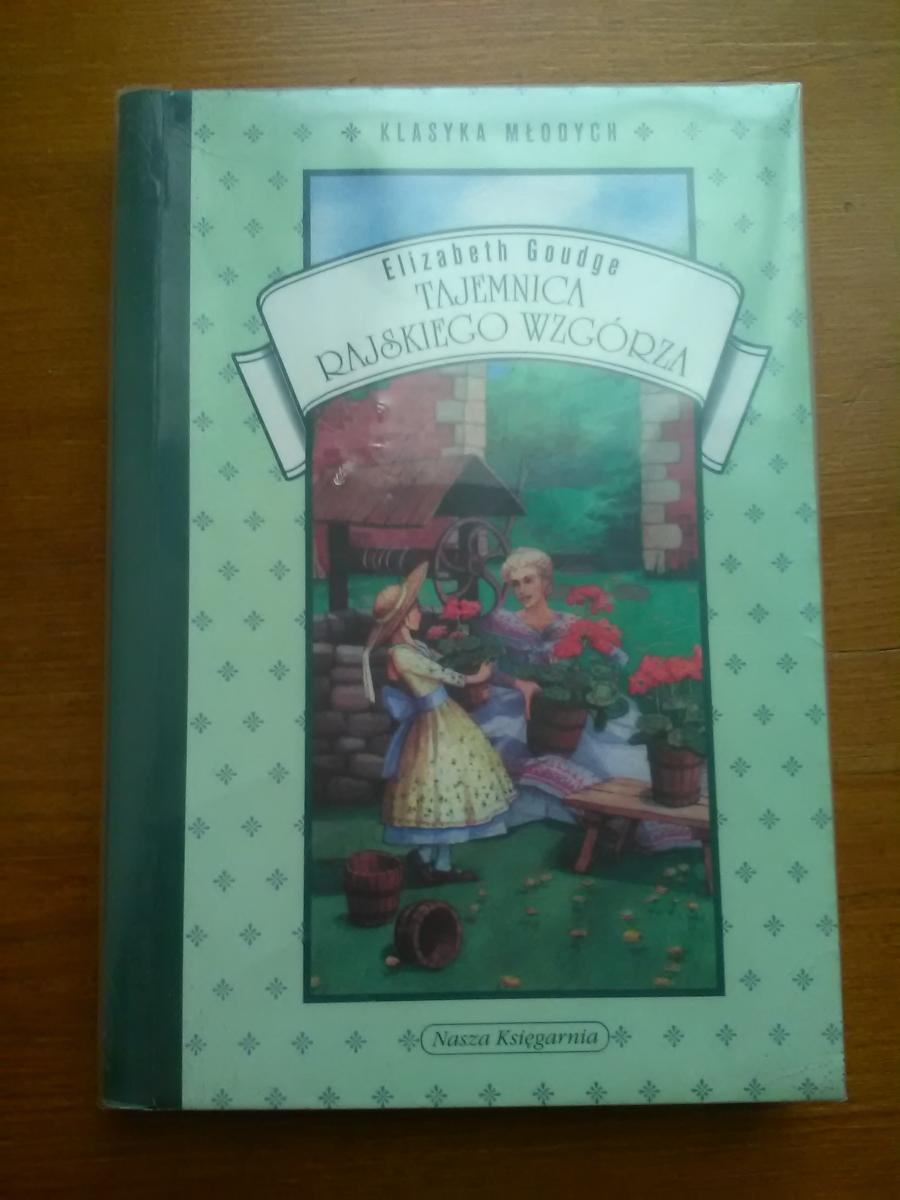 KLASYKA MŁODYCH
Elizabeth Goudge
TAJEMNICA
RAJSKIEGO WZGÓRZA
Nasza Księgarnia